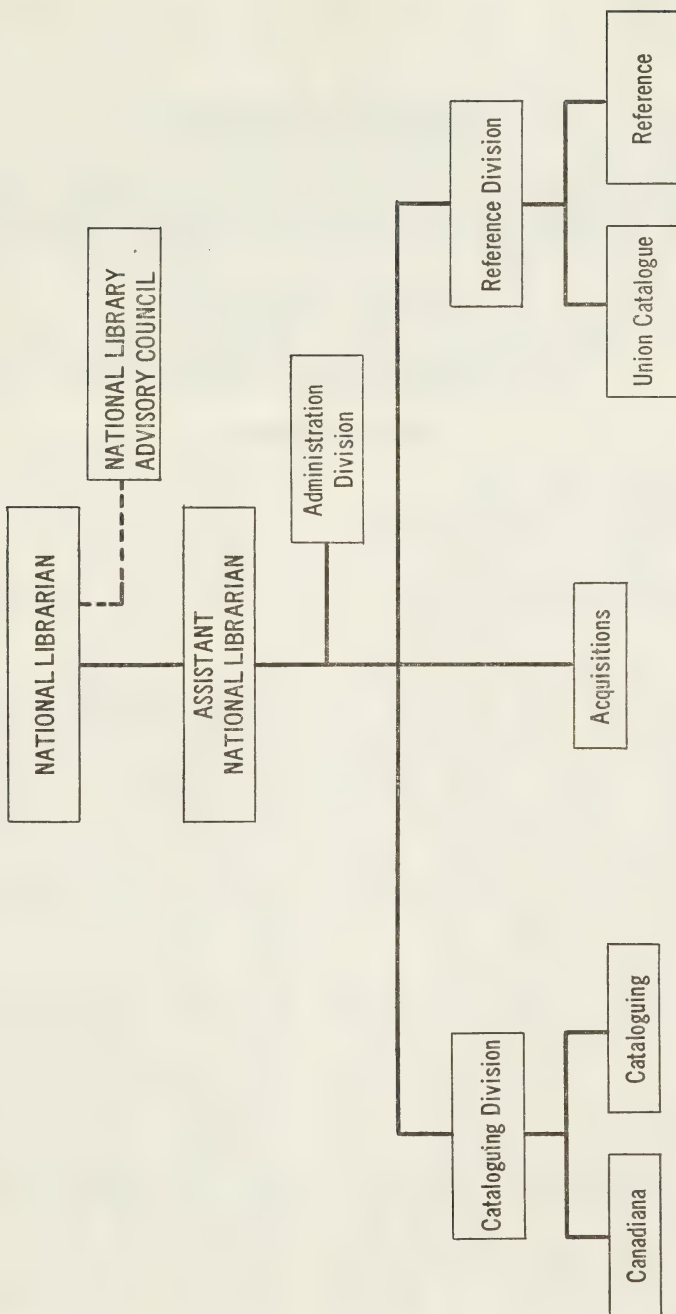 NATIONAL LIBRARIAN
NATIONAL LIBRARY
ADVISORY COUNCIL
ASSISTANT
NATIONAL LIBRARIAN
Administration
Division
Cataloguing Division
Reference Division
Acquisitions
Canadiana
Cataloguing
Union Catalogue
Reference